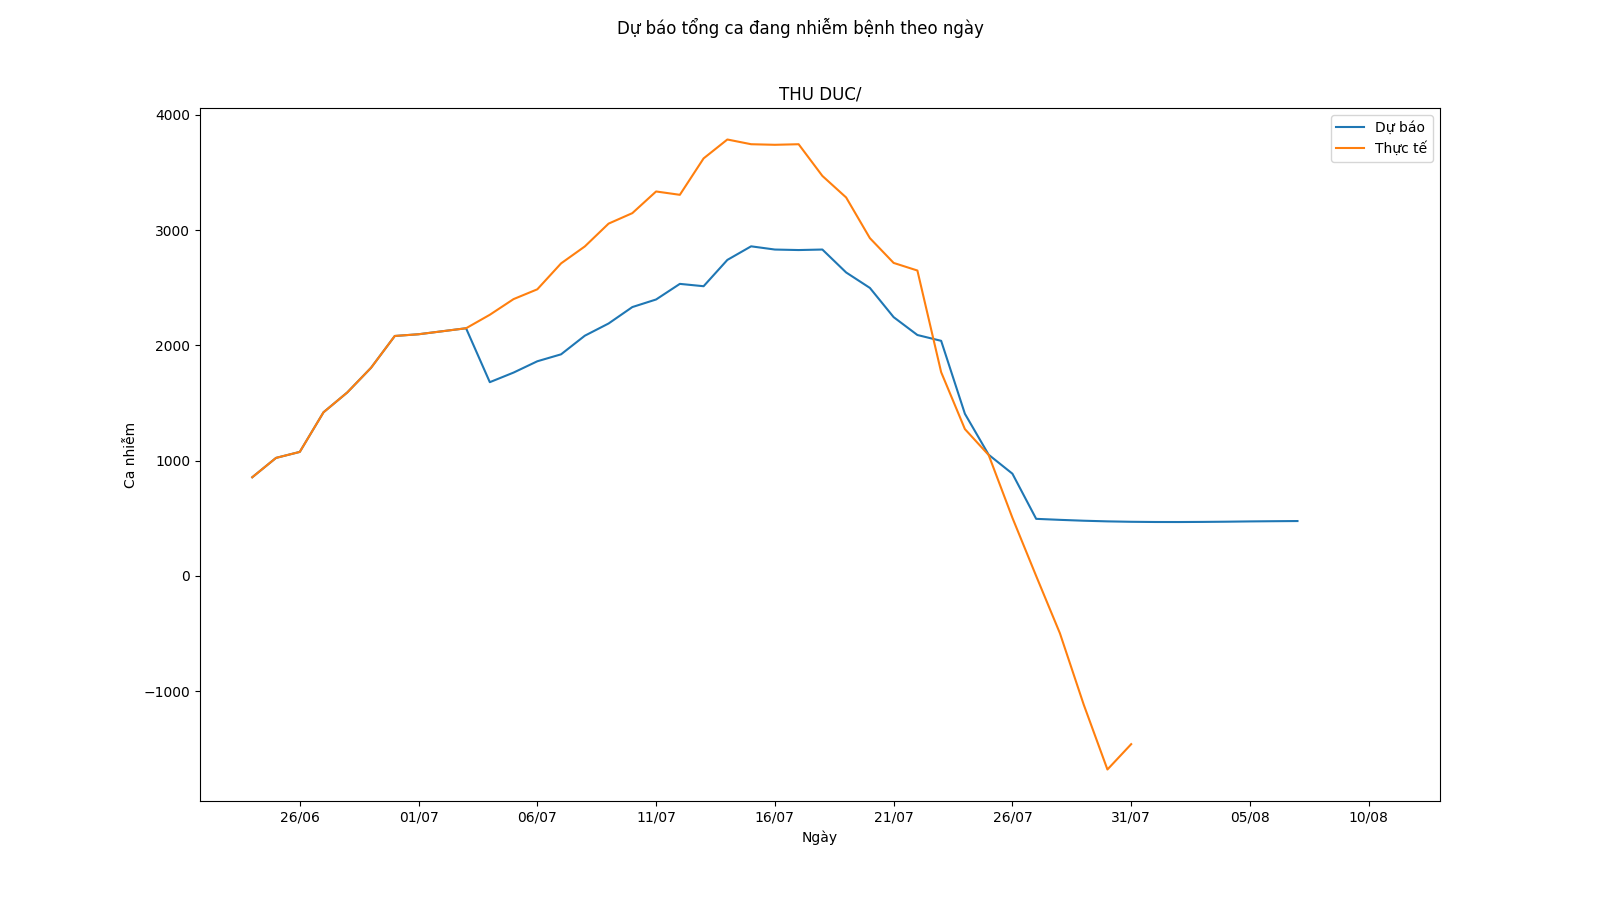 Dự báo tổng ca đang nhiễm bệnh theo ngày
THU DUC/
Dự báo
Thực tế
4000
3000
2000
1000
0
−1000
Ca nhiễm
26/06 01/07 06/07 11/07 16/07 21/07 26/07 31/07 05/08 10/08
Ngày